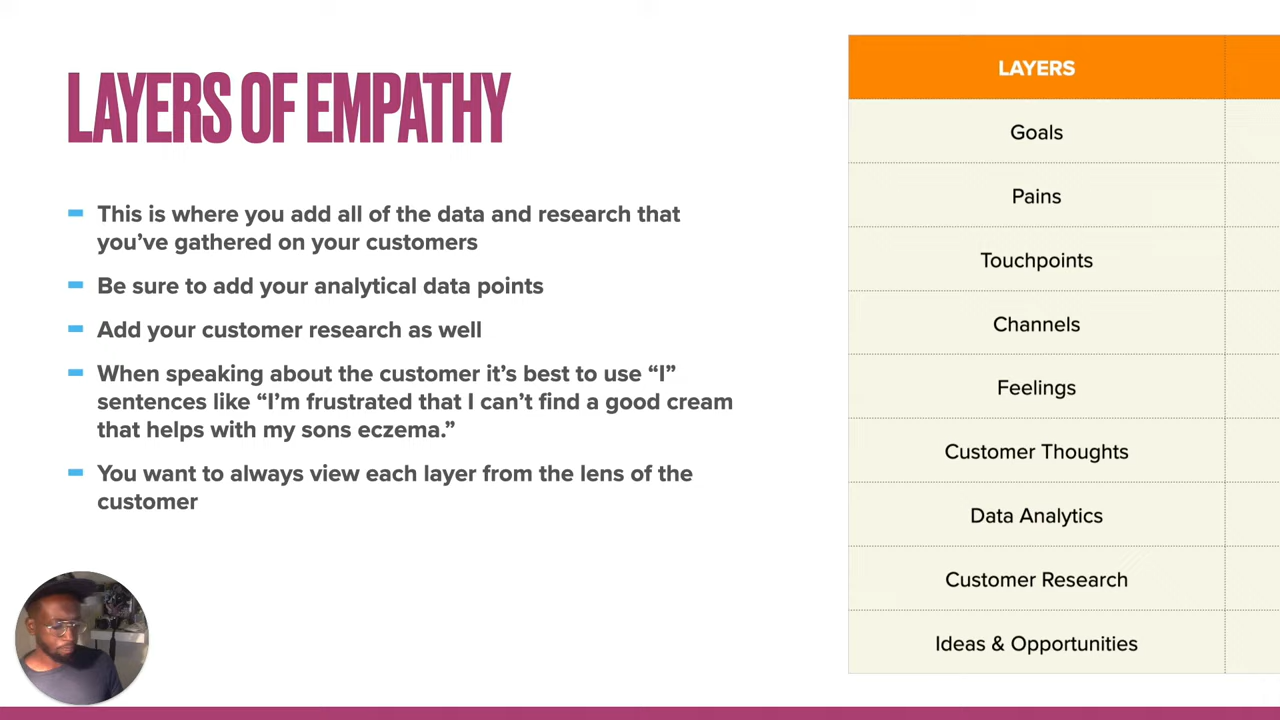 LAYERS OF EMPATHY
This is where you add all of the data and research that
you’ve gathered on your customers
Be sure to add your analytical data points
Add your customer research as well
When speaking about the customer it’s best to use “I”
sentences like “I’m frustrated that I can’t find a good cream
that helps with my sons eczema.”
You want to always view each layer from the lens of the
customer
LAYERS
Goals
Pains
Touchpoints
Channels
Feelings
Customer Thoughts
Data Analytics
Customer Research
Ideas & Opportunities